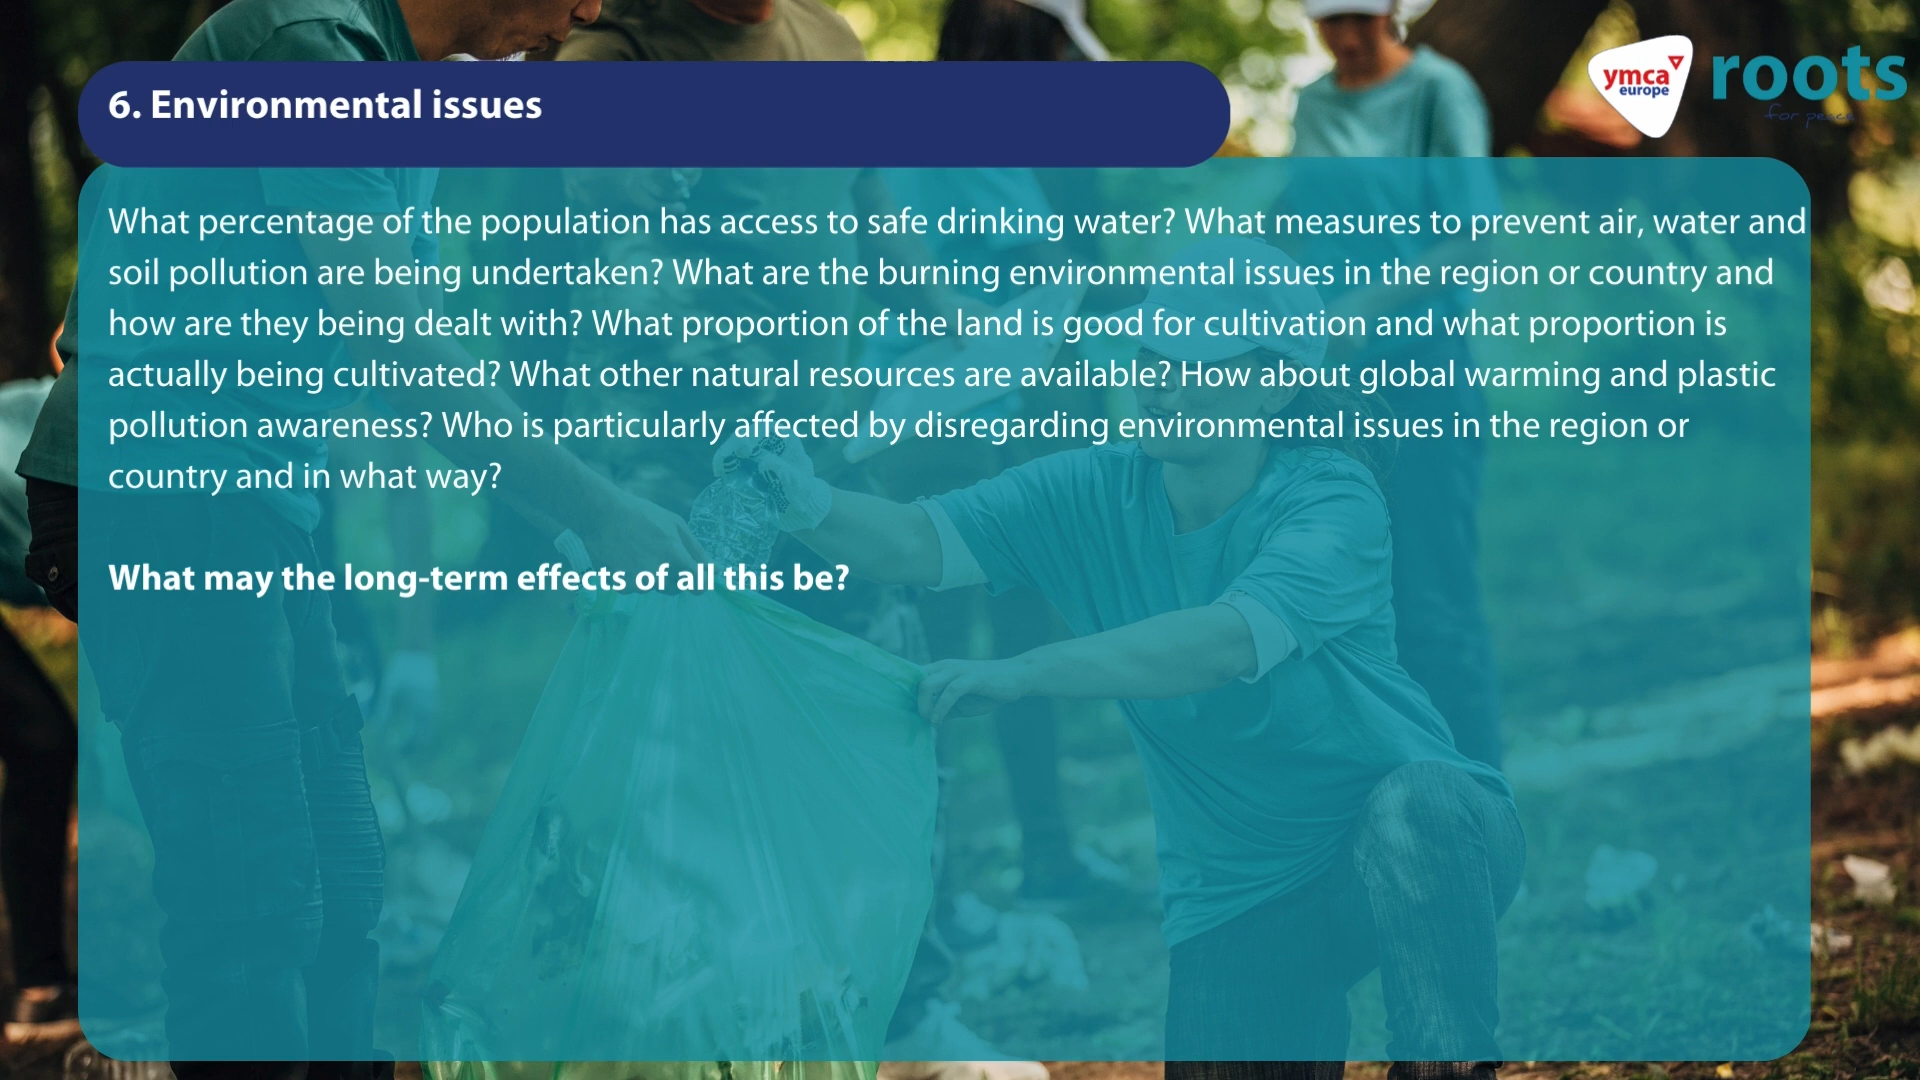 6. Environmental issues
ymca
europe
roots
for peace
What percentage of the population has access to safe drinking water? What measures to prevent air, water and
soil pollution are being undertaken? What are the burning environmental issues in the region or country and
how are they being dealt with? What proportion of the land is good for cultivation and what proportion is
actually being cultivated? What other natural resources are available? How about global warming and plastic
pollution awareness? Who is particularly affected by disregarding environmental issues in the region or
country and in what way?
What may the long-term effects of all this be?